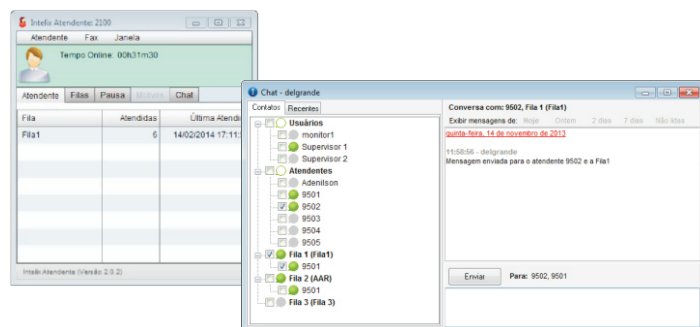 Intelix Atendente: 2100
Atendente Fax Janela
Tempo Online: 00h31m30
Atendente Filas Pausa Chat
Fila Atendidas Última Atendi
Fila1 6 14/02/2014 17:11:
Intelix Atendente (Versão 2.0.2)
Chat - delgrande
Contatos Recentes
Usuários
monitor1
Supervisor 1
Supervisor 2
Atendentes
Adenilson
9501
9502
9503
9504
9505
Fila 1 (Fila1)
9501
Fila 2 (AAR)
9501
Fila 3 (Fila 3)
Conversa com: 9502, Fila 1 (Fila1)
Exibir mensagens de: Hoje Ontem 2 dias 7 dias Não lidas
quinta-feira, 14 de novembro de 2013
11:58:56 - delgrande
Mensagem enviada para o atendente 9502 e a Fila1
Enviar Para: 9502, 9501